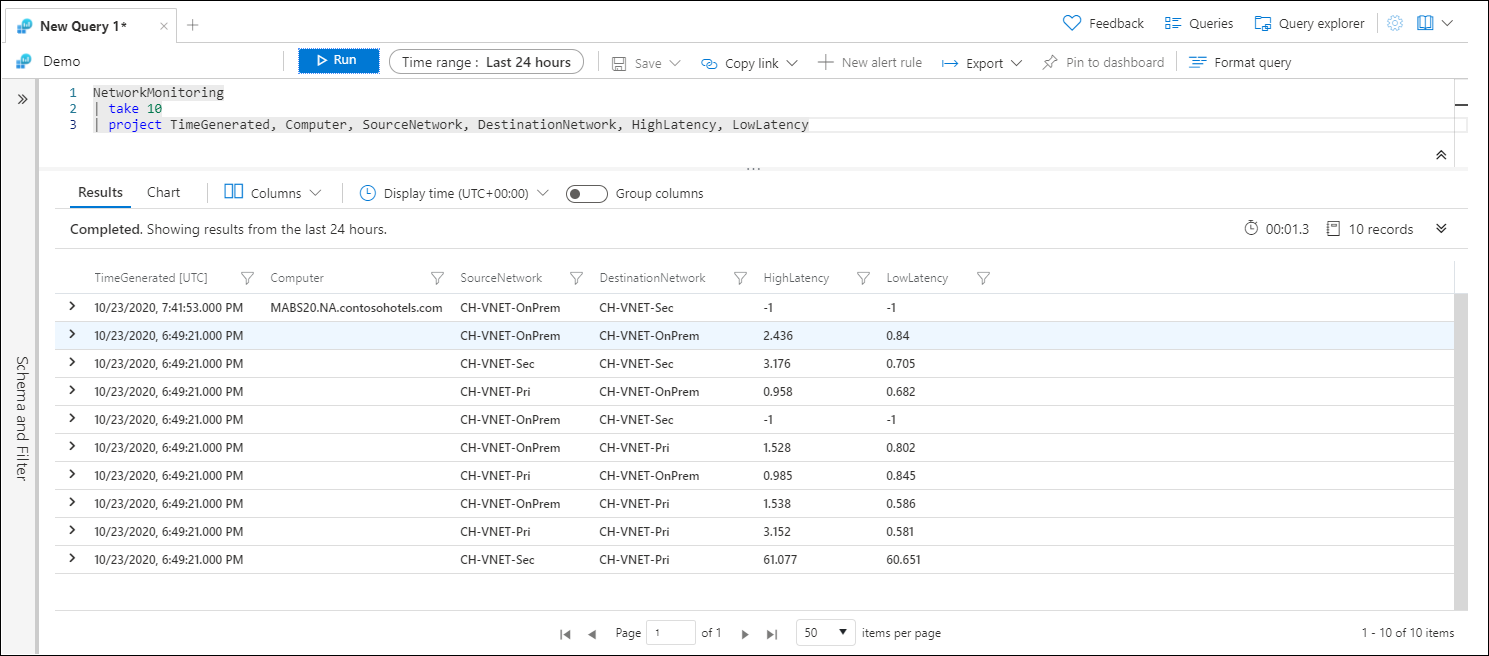 New Query 1*
Feedback Queries Query explorer
Demo Run Time range : Last 24 hours Save Copy link New alert rule Export Pin to dashboard Format query
1 NetworkMonitoring
2 | take 10
3 | project TimeGenerated, Computer, SourceNetwork, DestinationNetwork, HighLatency, LowLatency
Schema and Filter
Results Chart Columns Display time (UTC+00:00) Group columns
Completed. Showing results from the last 24 hours. 00:01.3 10 records
TimeGenerated [UTC] Computer SourceNetwork DestinationNetwork HighLatency LowLatency
10/23/2020, 7:41:53.000 PM MABS20.NA.contosohotels.com CH-VNET-OnPrem CH-VNET-Sec -1 -1
10/23/2020, 6:49:21.000 PM CH-VNET-OnPrem CH-VNET-OnPrem 2.436 0.84
10/23/2020, 6:49:21.000 PM CH-VNET-Sec CH-VNET-Sec 3.176 0.705
10/23/2020, 6:49:21.000 PM CH-VNET-Pri CH-VNET-OnPrem 0.958 0.682
10/23/2020, 6:49:21.000 PM CH-VNET-OnPrem CH-VNET-Sec -1 -1
10/23/2020, 6:49:21.000 PM CH-VNET-OnPrem CH-VNET-Pri 1.528 0.802
10/23/2020, 6:49:21.000 PM CH-VNET-Pri CH-VNET-OnPrem 0.985 0.845
10/23/2020, 6:49:21.000 PM CH-VNET-OnPrem CH-VNET-Pri 1.538 0.586
10/23/2020, 6:49:21.000 PM CH-VNET-Pri CH-VNET-Pri 3.152 0.581
10/23/2020, 6:49:21.000 PM CH-VNET-Sec CH-VNET-Pri 61.077 60.651
Page 1 of 1 50 items per page 1 - 10 of 10 items